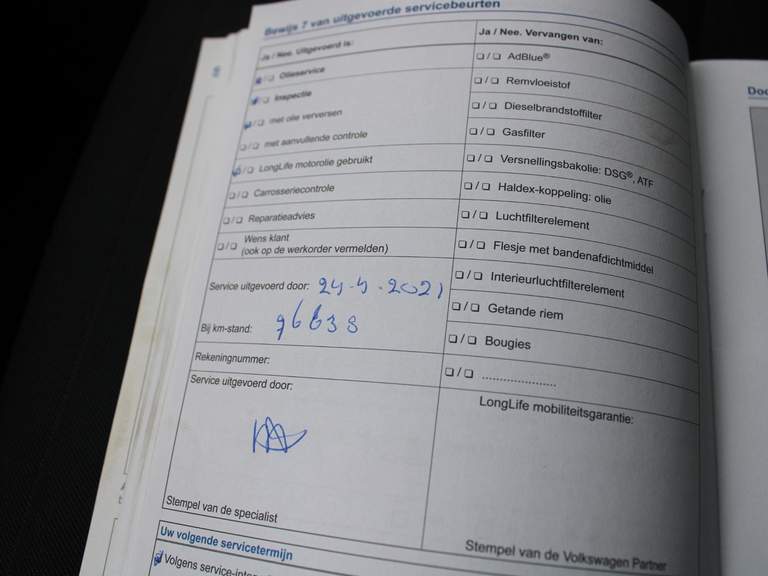 Bewijs 7 van uitgevoerde servicebeurten
Ja / Nee. Uitgevoerd is:
❏/❏ Olieservice
❏/❏ Inspectie
❏/❏ met olie verversen
❏/❏ met aanvullende controle
❏/❏ LongLife motorolie gebruikt
❏/❏ Carrosseriecontrole
❏/❏ Reparatieadvies
❏/❏ Wens klant
(ook op de werkorder vermelden)
Service uitgevoerd door: 24-4-2021
Bij km-stand: 76638
Rekeningnummer:
Service uitgevoerd door:
Stempel van de specialist
Ja / Nee. Vervangen van:
❏/❏ AdBlue®
❏/❏ Remvloeistof
❏/❏ Dieselbrandstoffilter
❏/❏ Gasfilter
❏/❏ Versnellingsbakolie: DSG®, ATF
❏/❏ Haldex-koppeling: olie
❏/❏ Luchtfilterelement
❏/❏ Flesje met bandenafdichtmiddel
❏/❏ Interieurluchtfilterelement
❏/❏ Getande riem
❏/❏ Bougies
❏/❏ ....................
LongLife mobiliteitsgarantie:
Stempel van de Volkswagen Partner
Uw volgende servicetermijn
Volgens